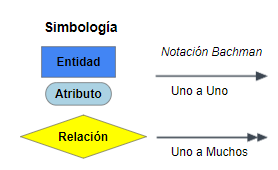 Simbología
Entidad
Atributo
Relación
Notación Bachman
Uno a Uno
Uno a Muchos